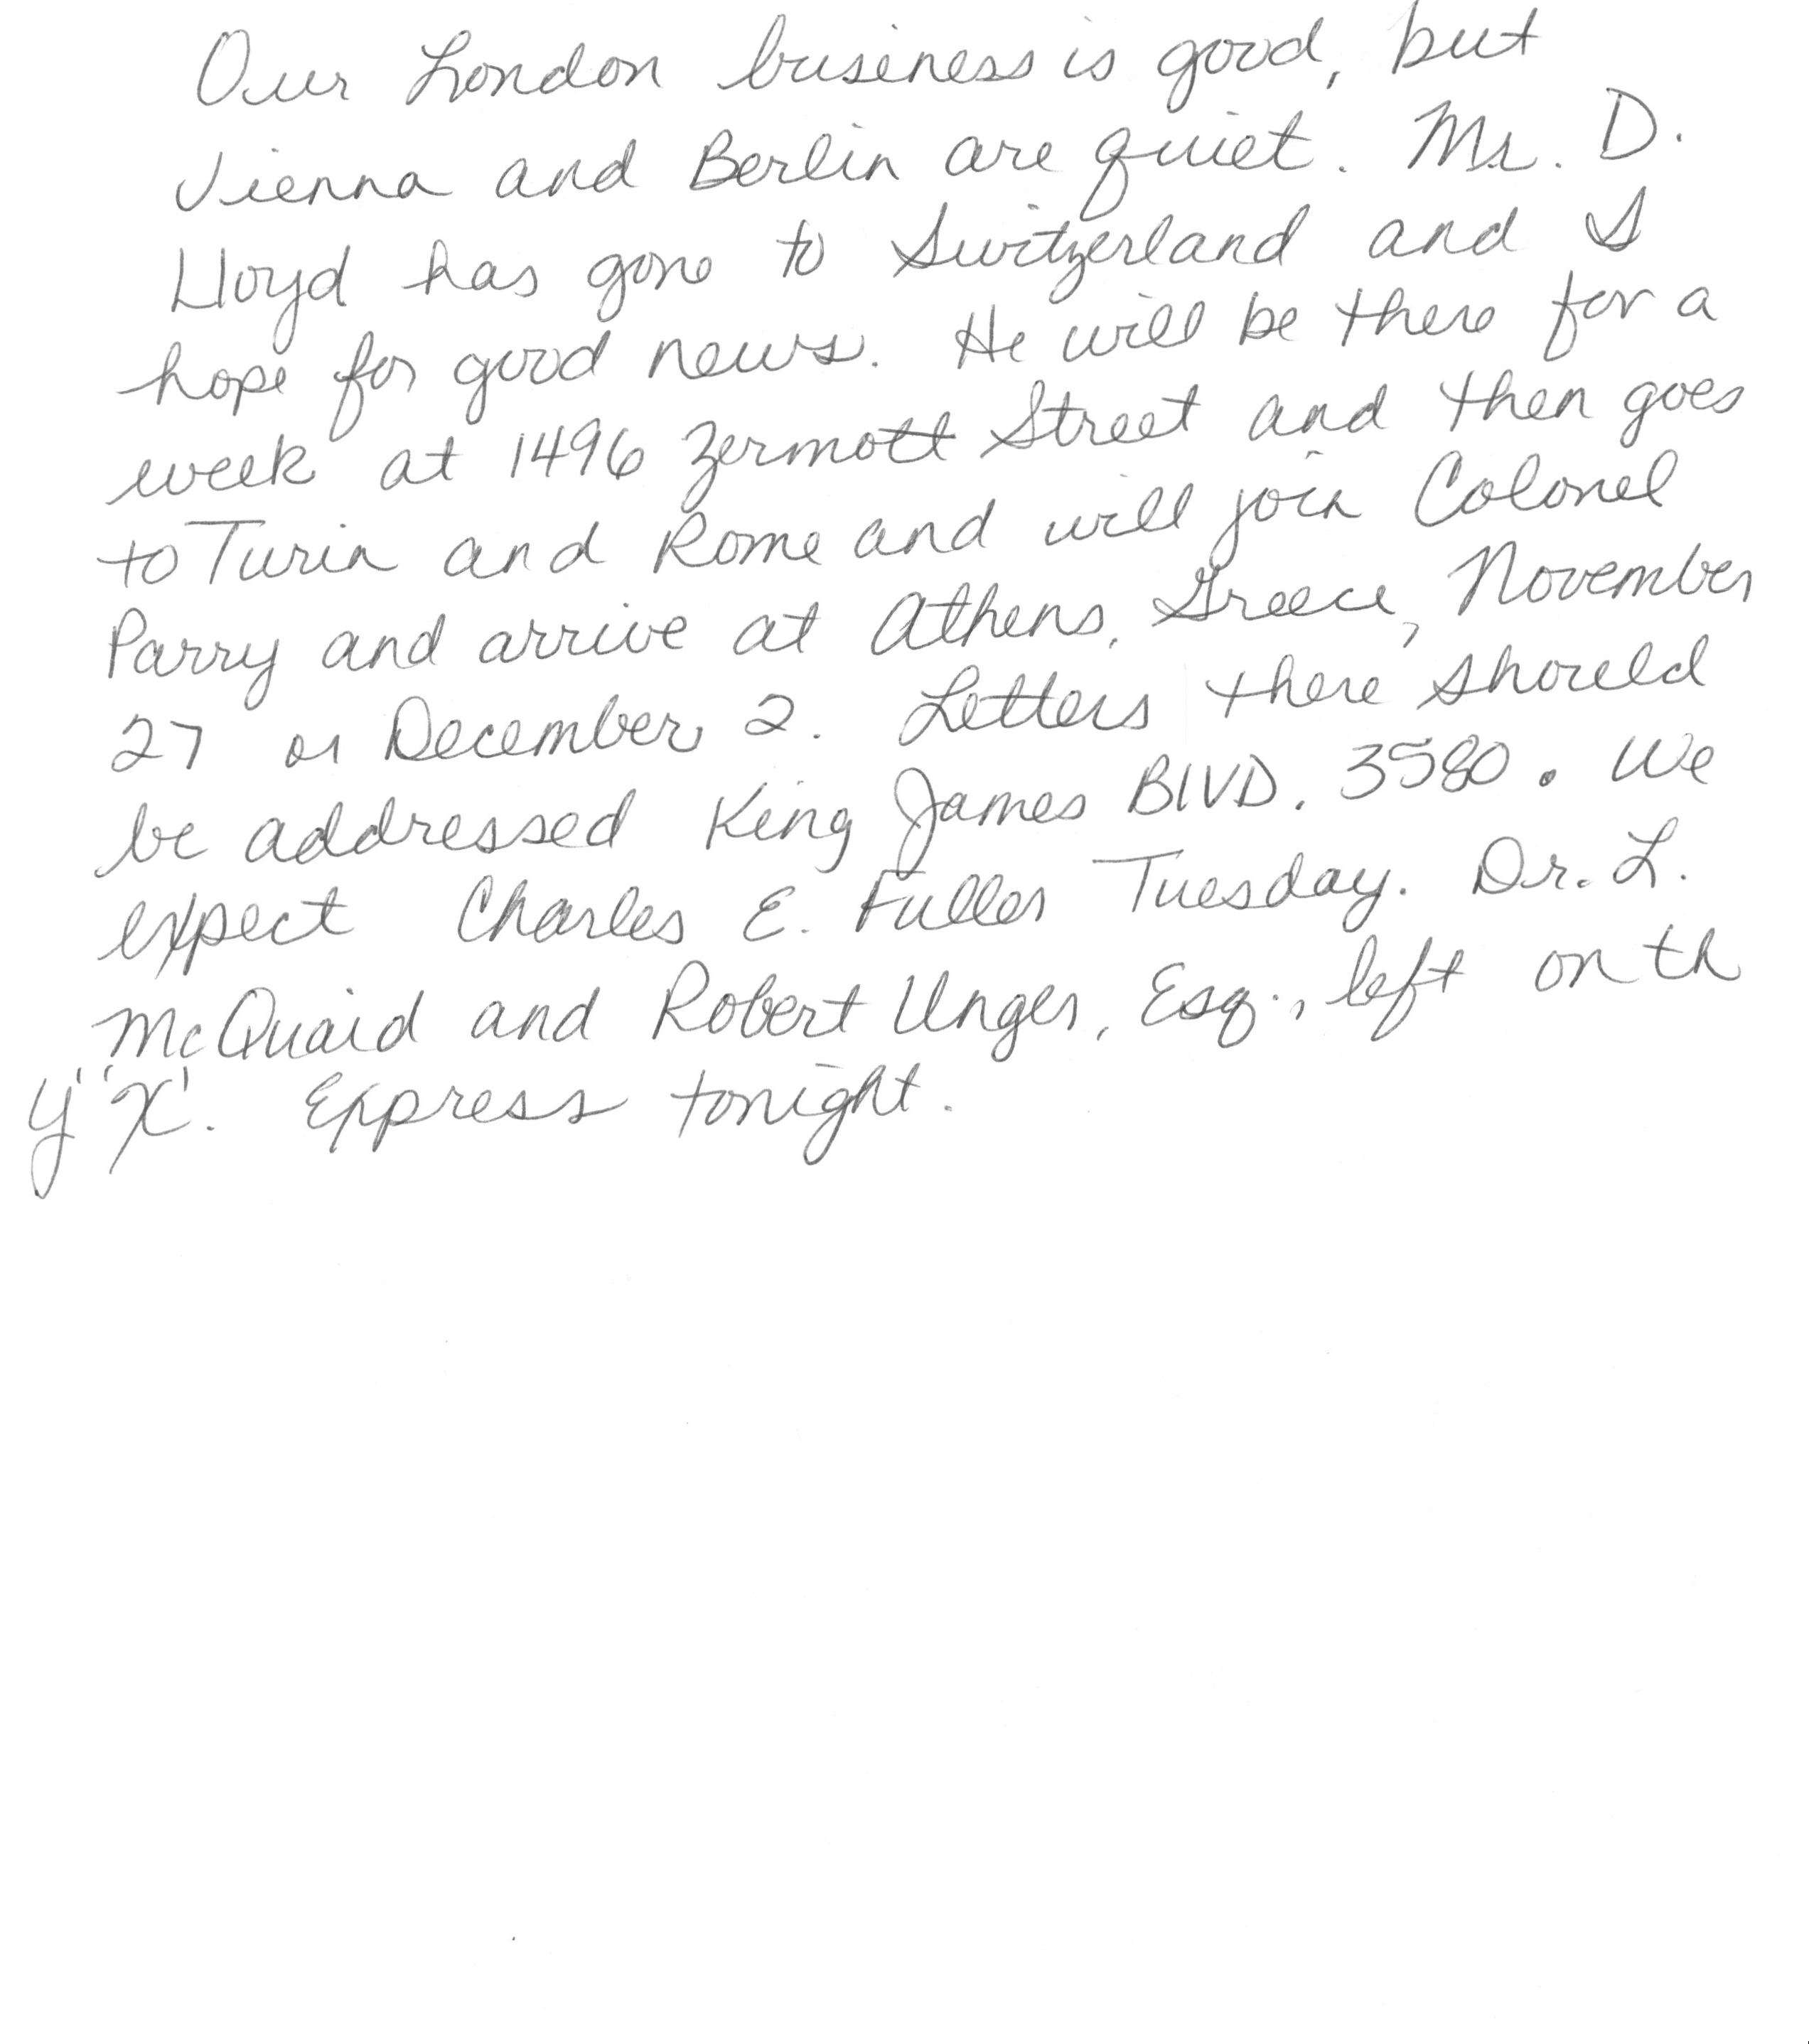 Our London business is good, but
Vienna and Berlin are quiet. Mr. D.
Lloyd has gone to Switzerland and I
hope for good news. He will be there for a
week at 1496 Zermott Street and then goes
to Turin and Rome and will join Colonel
Parry and arrive at Athens, Greece, November
27 or December 2. Letters there should
be addressed King James BLVD. 3580. We
expect Charles E. Fuller Tuesday. Dr. L.
McQuaid and Robert Unger, Esq., left on th
'Y' 'X'. Express tonight.